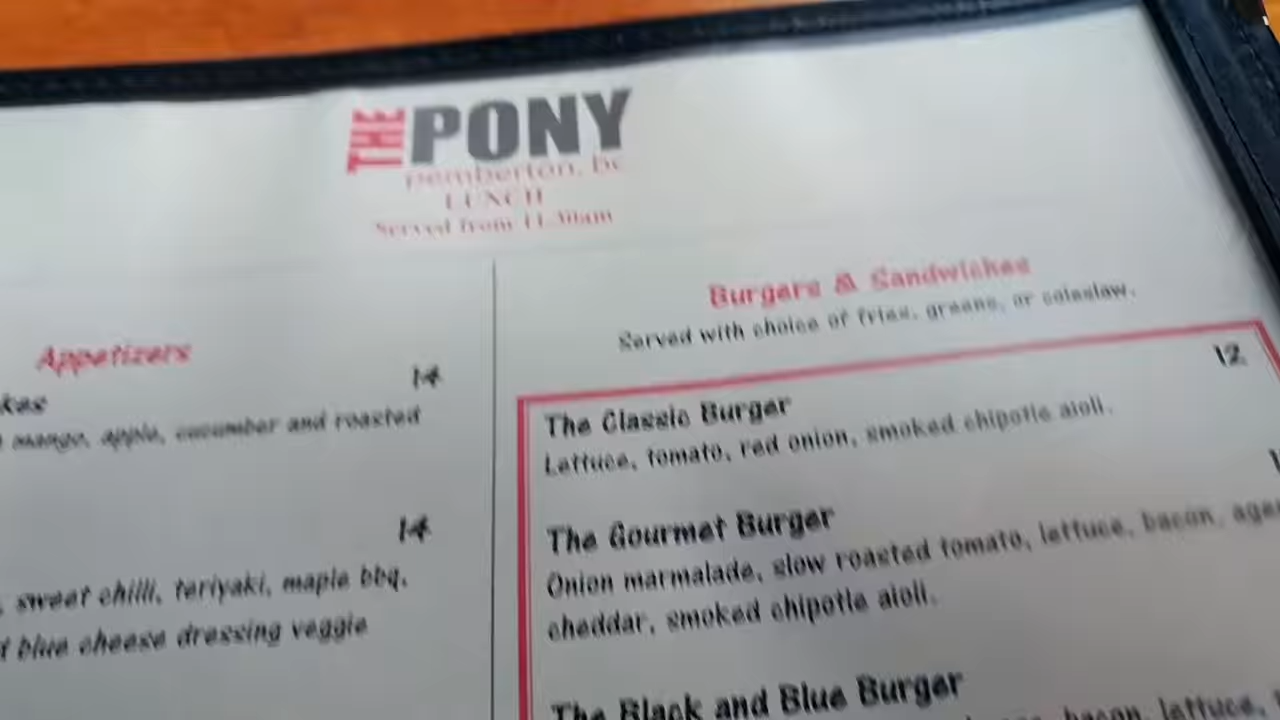 THE PONY
pemberton, bc
LUNCH
Served from 11:30am
Appetizers
14
mango, apple, cucumber and roasted
14
sweet chilli, teriyaki, maple bbq,
blue cheese dressing veggie
Burgers & Sandwiches
Served with choice of fries, greens, or coleslaw.
The Classic Burger 12
Lettuce, tomato, red onion, smoked chipotle aioli.
The Gourmet Burger
Onion marmalade, slow roasted tomato, lettuce, bacon,
cheddar, smoked chipotle aioli.
The Black and Blue Burger
bacon, lettuce,